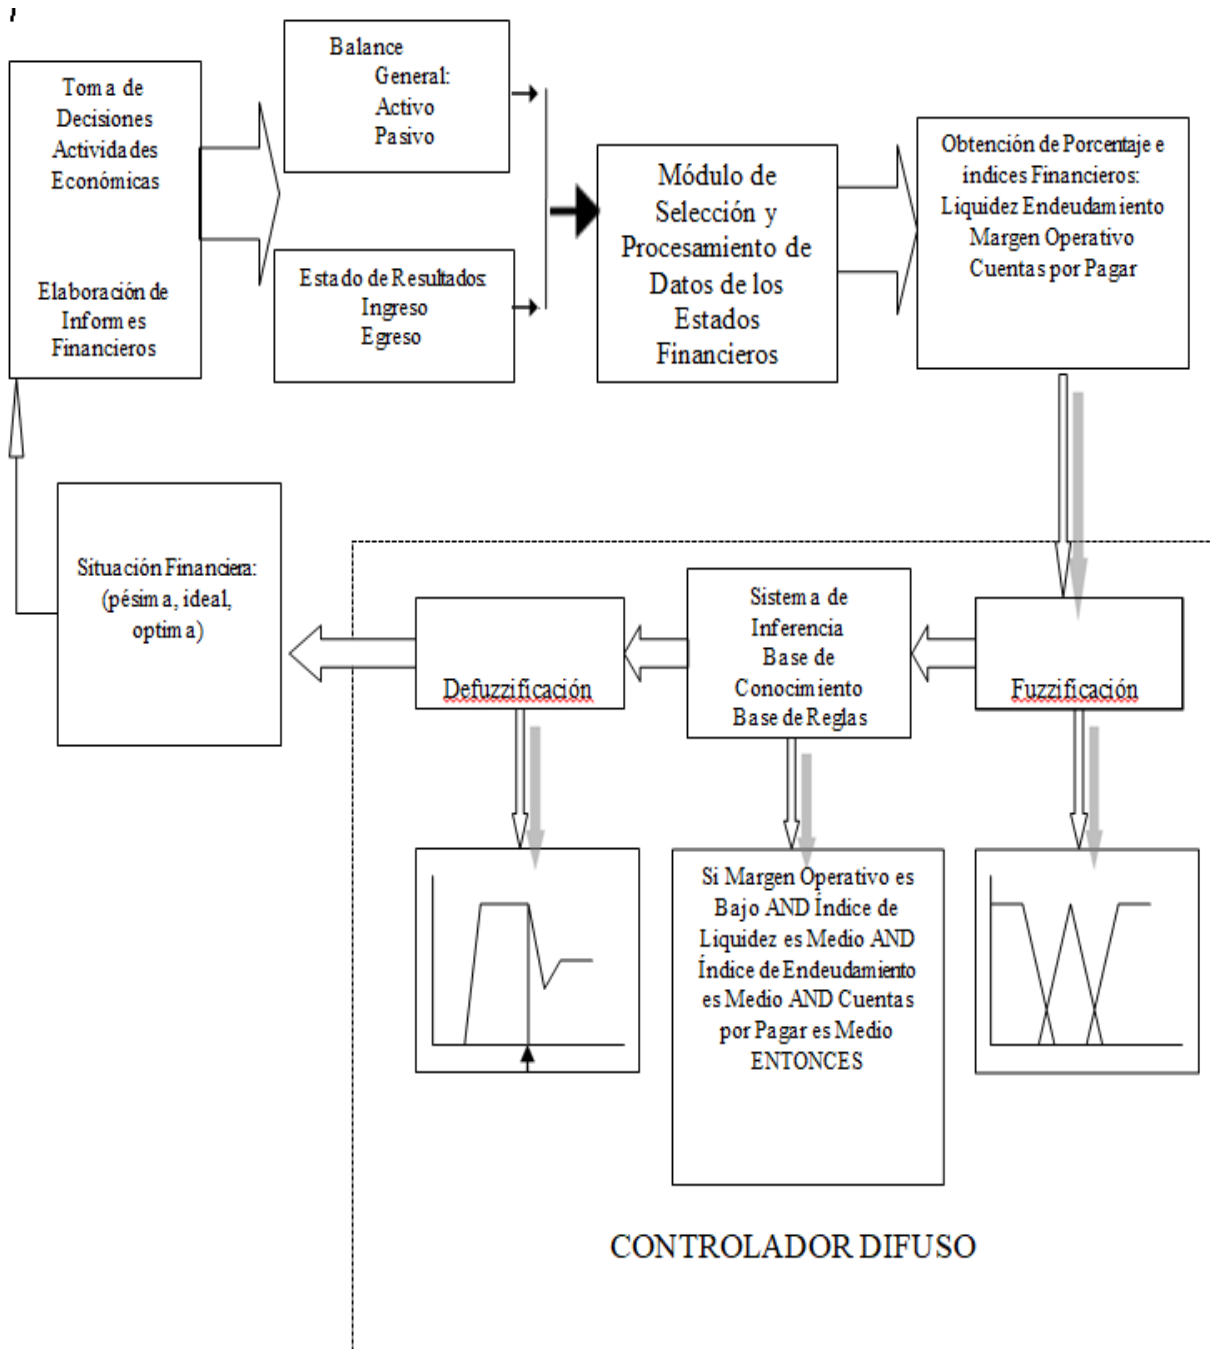 Toma de
Decisiones
Actividades
Económicas
Elaboración de
Informes
Financieros
Balance
General:
Activo
Pasivo
Estado de Resultados:
Ingreso
Egreso
Módulo de
Selección y
Procesamiento de
Datos de los
Estados
Financieros
Obtención de Porcentaje e
índices Financieros:
Liquidez Endeudamiento
Margen Operativo
Cuentas por Pagar
Situación Financiera:
(pésima, ideal,
optima)
Defuzzificación
Sistema de
Inferencia
Base de
Conocimiento
Base de Reglas
Fuzzificación
Si Margen Operativo es
Bajo AND Índice de
Liquidez es Medio AND
Índice de Endeudamiento
es Medio AND Cuentas
por Pagar es Medio
ENTONCES
CONTROLADOR DIFUSO